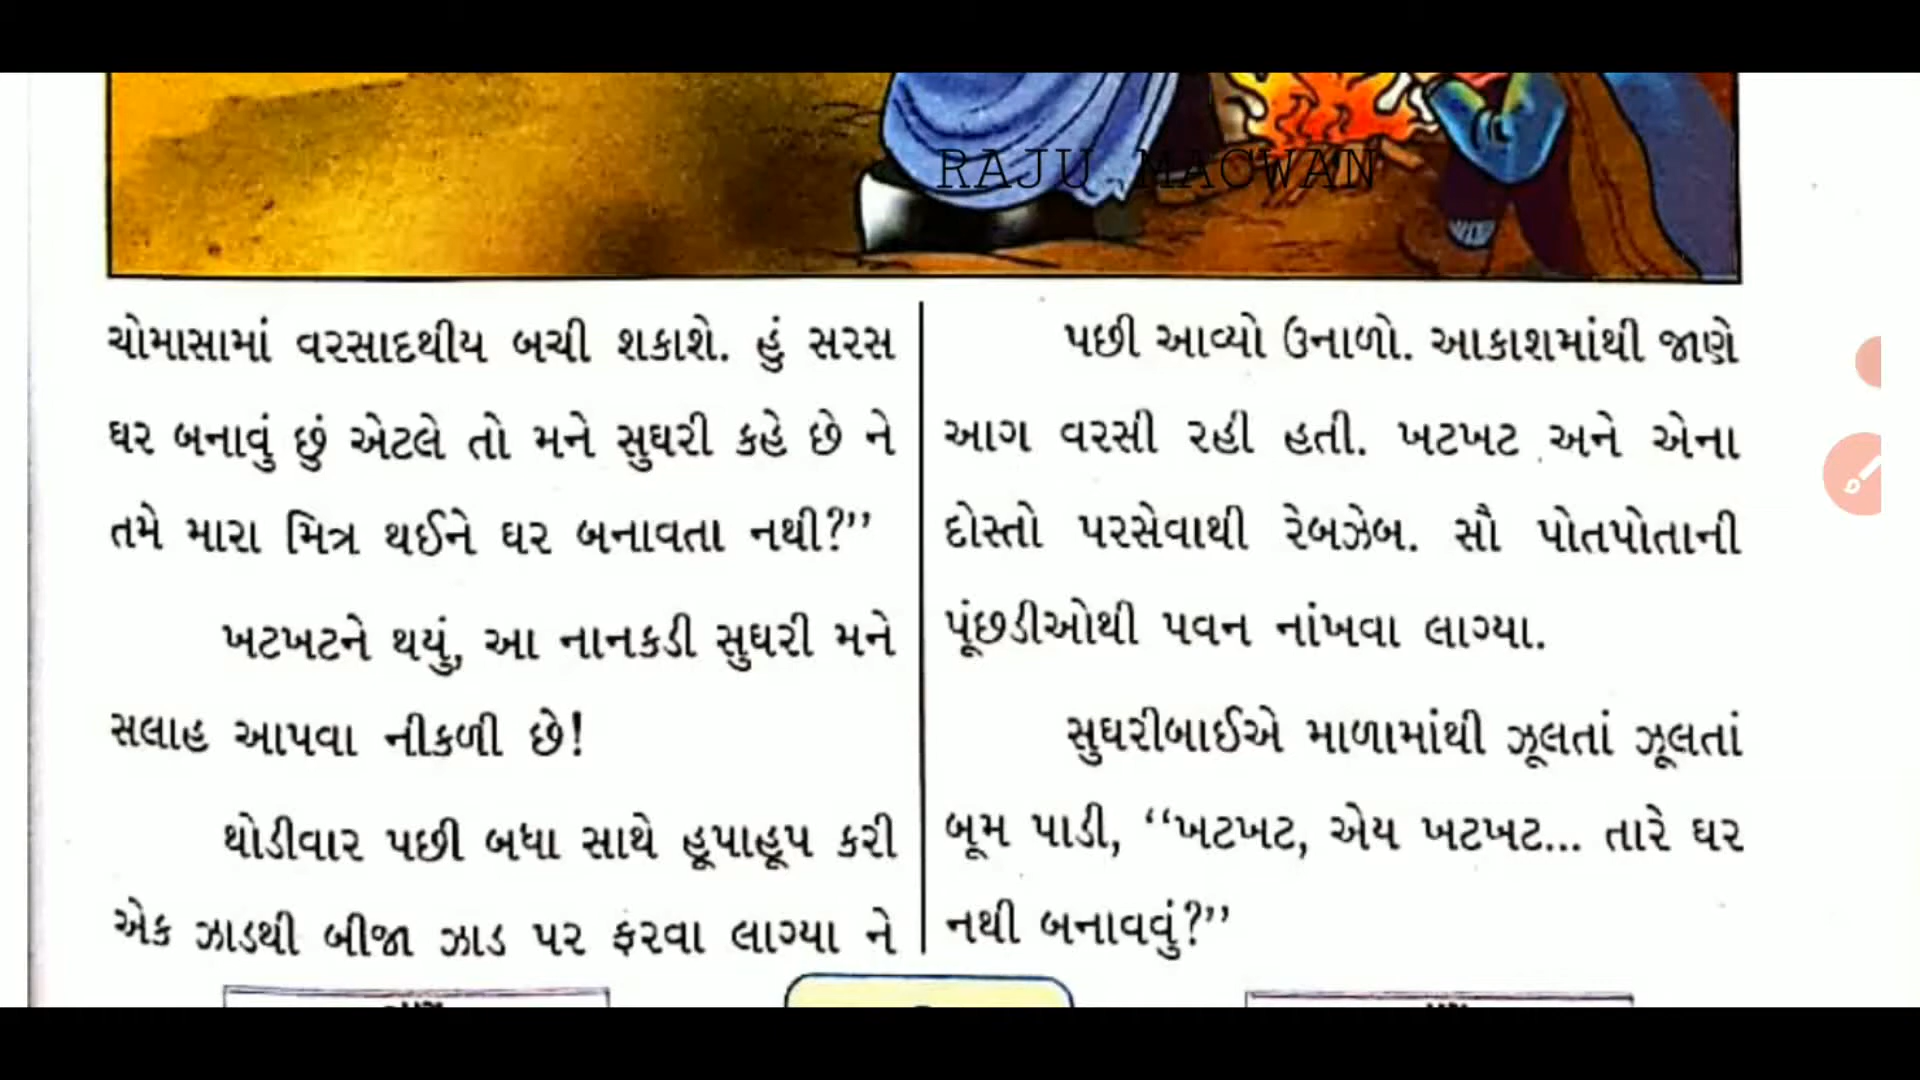 RAJU MACWAN
ચોમાસામાં વરસાદથીય બચી શકાશે. હું સરસ
ઘર બનાવું છું એટલે તો મને સુઘરી કહે છે ને
તમે મારા મિત્ર થઈને ઘર બનાવતા નથી?”
ખટખટને થયું, આ નાનકડી સુઘરી મને
સલાહ આપવા નીકળી છે!
થોડીવાર પછી બધા સાથે હૂપાહૂપ કરી
એક ઝાડથી બીજા ઝાડ પર ફરવા લાગ્યા ને
પછી આવ્યો ઉનાળો. આકાશમાંથી જાણે
આગ વરસી રહી હતી. ખટખટ અને એના
દોસ્તો પરસેવાથી રેબઝેબ. સૌ પોતપોતાની
પૂંછડીઓથી પવન નાંખવા લાગ્યા.
સુઘરીબાઈએ માળામાંથી ઝૂલતાં ઝૂલતાં
બૂમ પાડી, “ખટખટ, એય ખટખટ... તારે ઘર
નથી બનાવવું?”